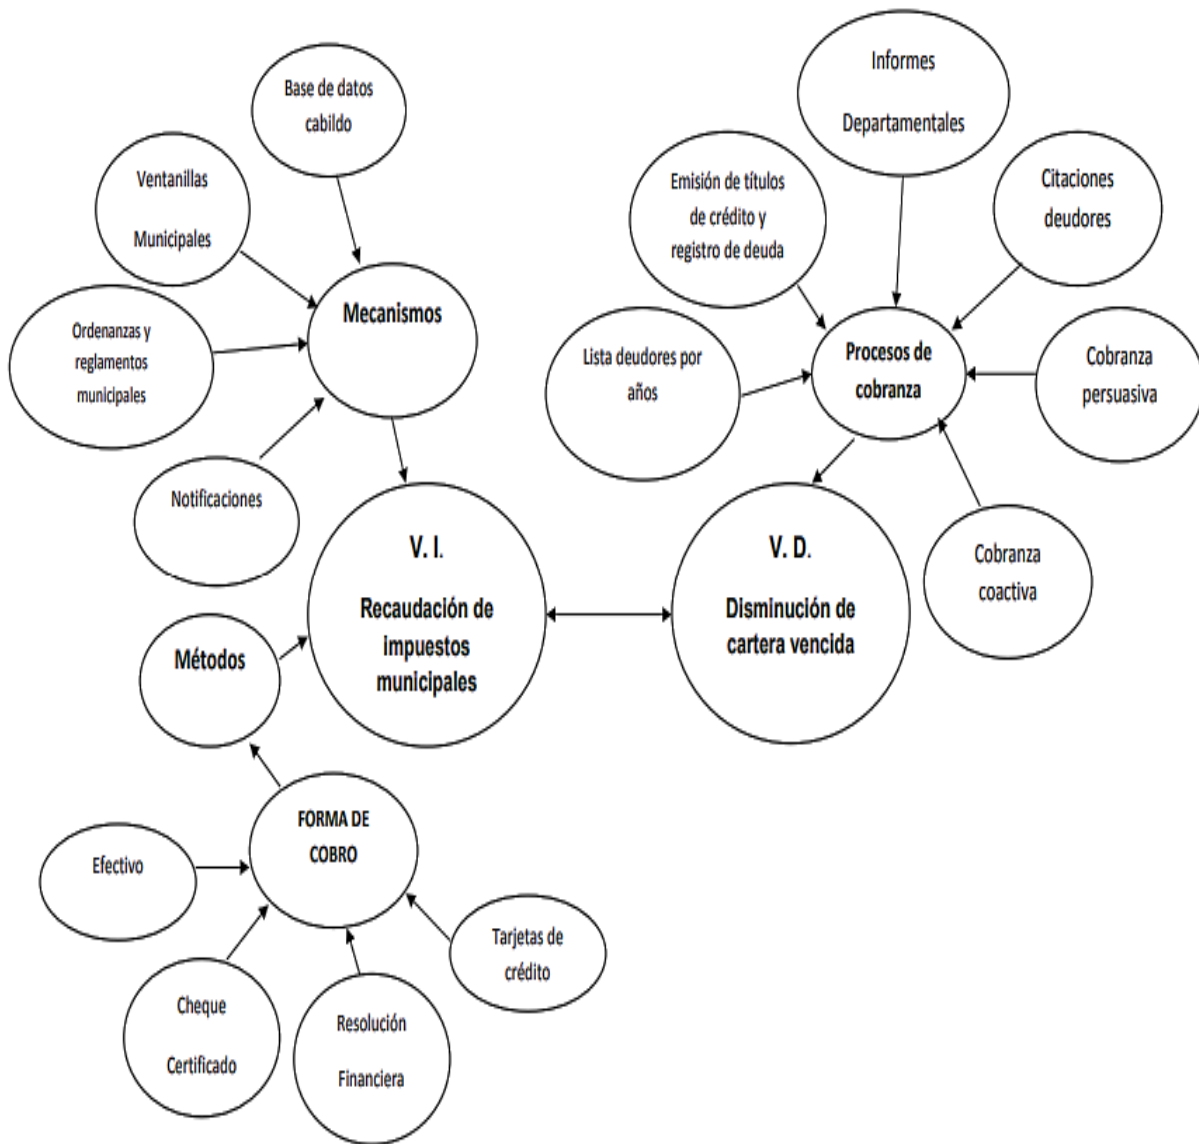 Base de datos
cabildo
Ventanillas
Municipales
Ordenanzas y
reglamentos
municipales
Mecanismos
Notificaciones
V. I.
Recaudación de
impuestos
municipales
Métodos
FORMA DE
COBRO
Efectivo
Cheque
Certificado
Resolución
Financiera
Tarjetas de
crédito
Informes
Departamentales
Emisión de títulos
de crédito y
registro de deuda
Citaciones
deudores
Lista deudores por
años
Procesos de
cobranza
Cobranza
persuasiva
Cobranza
coactiva
V. D.
Disminución de
cartera vencida